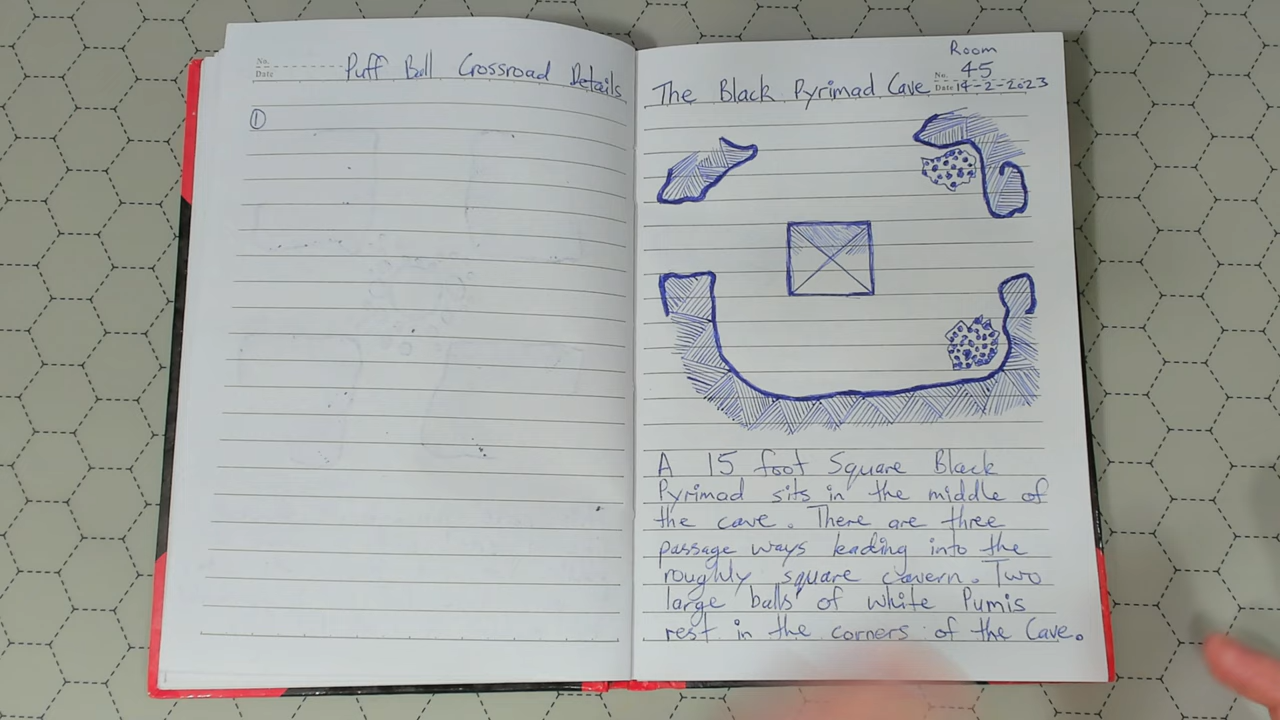 No.
Date
Puff Ball Crossroad Details
①
Room
The Black Pyrimad Cave No. 45
Date 14-2-2023
A 15 foot Square Black
Pyrimad sits in the middle of
the cave. There are three
passage ways leading into the
roughly square cavern. Two
large balls of white Pumis
rest in the corners of the Cave.